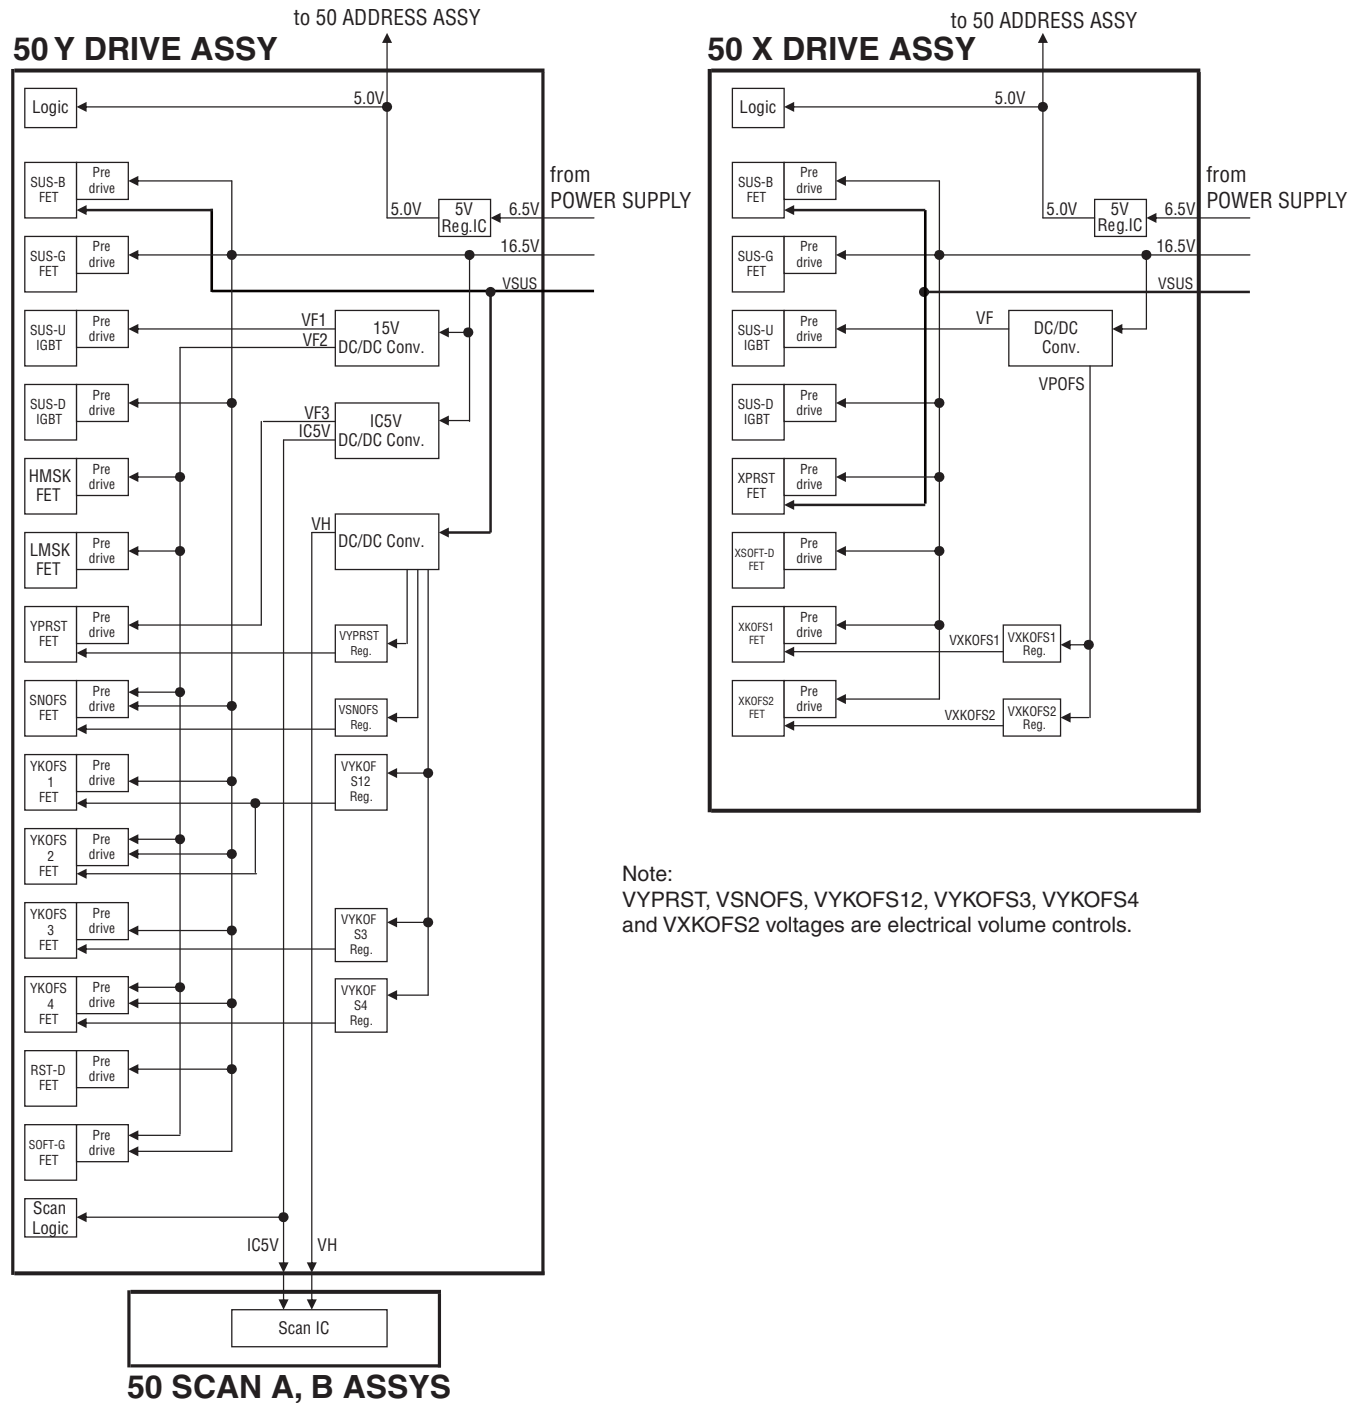 to 50 ADDRESS ASSY
50 Y DRIVE ASSY
Logic
5.0V
SUS-B
FET
Pre
drive
from
POWER SUPPLY
5.0V
5V
Reg.IC
6.5V
SUS-G
FET
Pre
drive
16.5V
VSUS
SUS-U
IGBT
Pre
drive
VF1
VF2
15V
DC/DC Conv.
SUS-D
IGBT
Pre
drive
VF3
IC5V
IC5V
DC/DC Conv.
HMSK
FET
Pre
drive
VH
DC/DC Conv.
LMSK
FET
Pre
drive
YPRST
FET
Pre
drive
VYPRST
Reg.
SNOFS
FET
Pre
drive
VSNOFS
Reg.
YKOFS
1
FET
Pre
drive
VYKOF
S12
Reg.
YKOFS
2
FET
Pre
drive
YKOFS
3
FET
Pre
drive
VYKOF
S3
Reg.
YKOFS
4
FET
Pre
drive
VYKOF
S4
Reg.
RST-D
FET
Pre
drive
SOFT-G
FET
Pre
drive
Scan
Logic
IC5V
VH
Scan IC
50 SCAN A, B ASSYS
to 50 ADDRESS ASSY
50 X DRIVE ASSY
Logic
5.0V
SUS-B
FET
Pre
drive
from
POWER SUPPLY
5.0V
5V
Reg.IC
6.5V
SUS-G
FET
Pre
drive
16.5V
VSUS
SUS-U
IGBT
Pre
drive
VF
DC/DC
Conv.
VPOFS
SUS-D
IGBT
Pre
drive
XPRST
FET
Pre
drive
XSOFT-D
FET
Pre
drive
XKOFS1
FET
Pre
drive
VXKOFS1
VXKOFS1
Reg.
XKOFS2
FET
Pre
drive
VXKOFS2
VXKOFS2
Reg.
Note:
VYPRST, VSNOFS, VYKOFS12, VYKOFS3, VYKOFS4
and VXKOFS2 voltages are electrical volume controls.